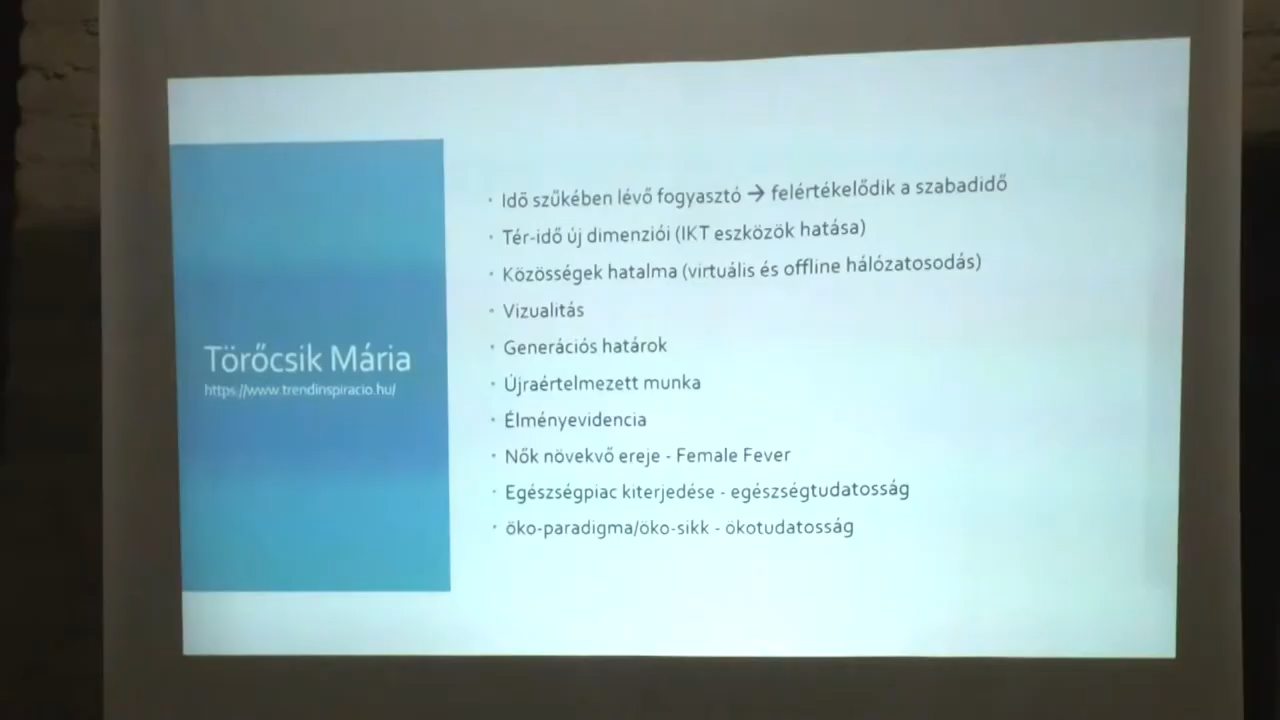 Törőcsik Mária
https://www.trendinspiracio.hu/
• Idő szűkében lévő fogyasztó → felértékelődik a szabadidő
• Tér-idő új dimenziói (IKT eszközök hatása)
• Közösségek hatalma (virtuális és offline hálózatosodás)
• Vizualitás
• Generációs határok
• Újraértelmezett munka
• Élményevidencia
• Nők növekvő ereje - Female Fever
• Egészségpiac kiterjedése - egészségtudatosság
• öko-paradigma/öko-sikk - ökotudatosság